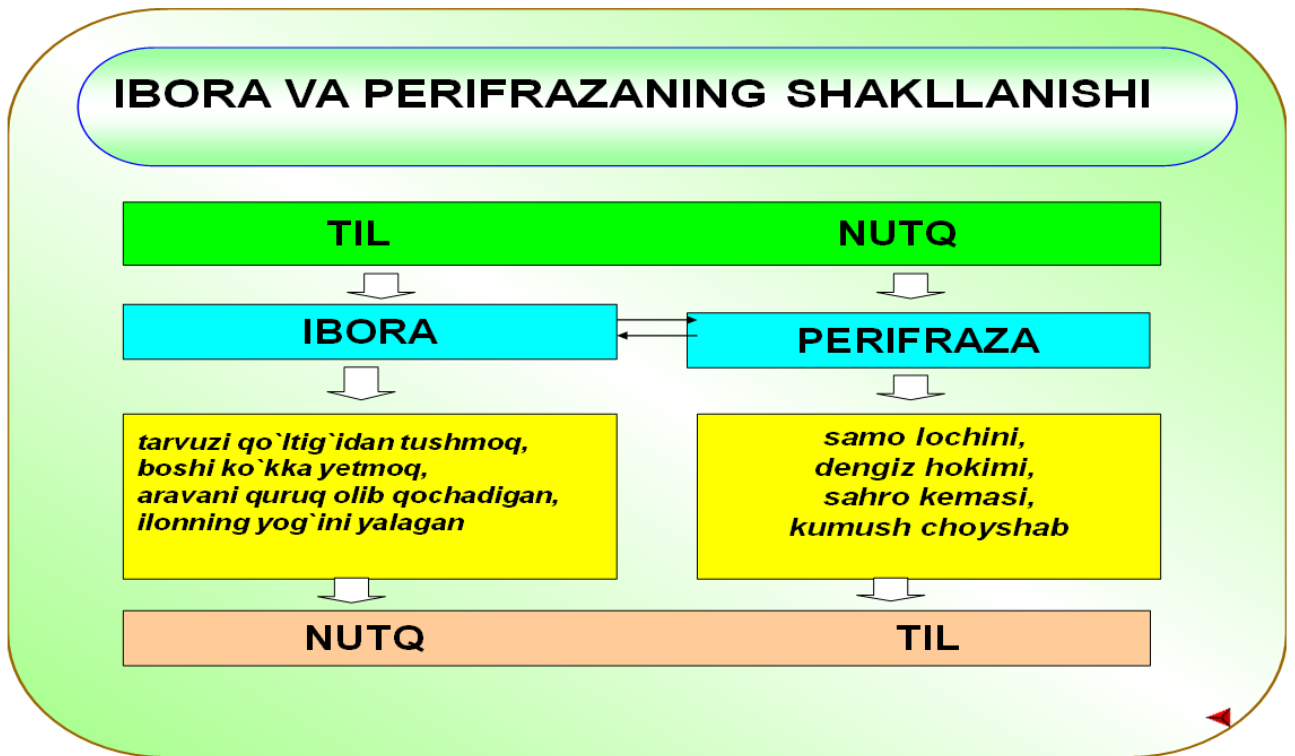 IBORA VA PERIFRAZANING SHAKLLANISHI
TIL
NUTQ
IBORA
PERIFRAZA
tarvuzi qo`ltig`idan tushmoq,
boshi ko`kka yetmoq,
aravani quruq olib qochadigan,
ilonning yog`ini yalagan
samo lochini,
dengiz hokimi,
sahro kemasi,
kumush choyshab
NUTQ
TIL